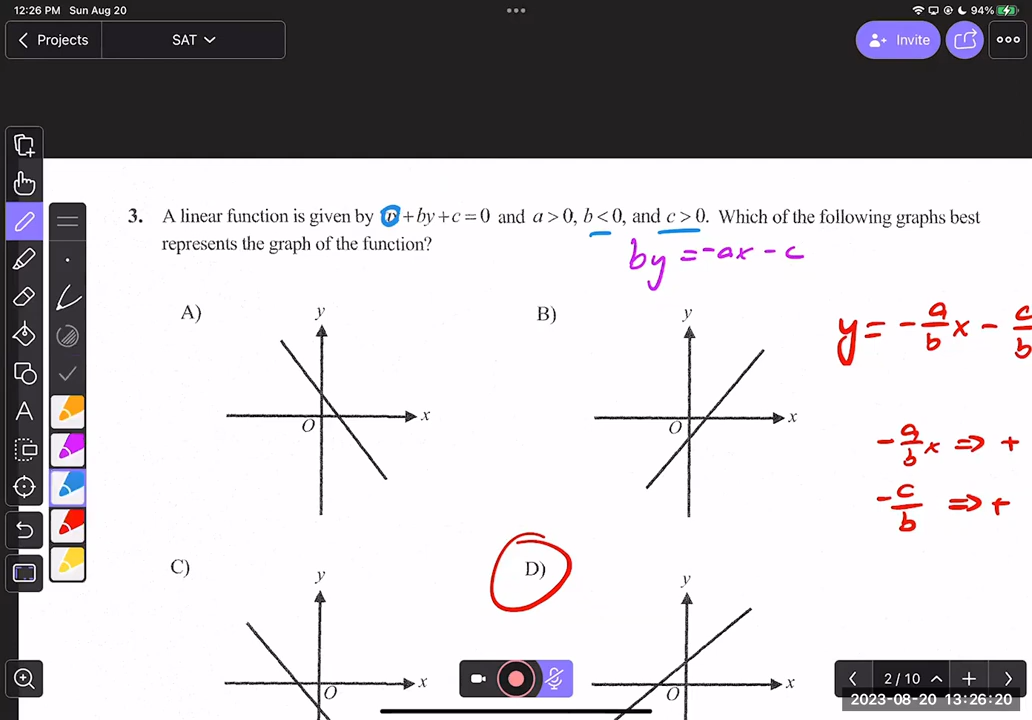 12:26 PM Sun Aug 20
94%
Projects
SAT
Invite
3. A linear function is given by +by+c=0 and a>0, b<0, and c>0. Which of the following graphs best
represents the graph of the function?
by = -ax - c
A)
y
O
x
B)
y
O
x
y = - a/b x - c/b
-a/b x => +
-c/b => +
C)
y
O
x
D)
y
O
x
A
2/10
2023-08-20 13:26:20